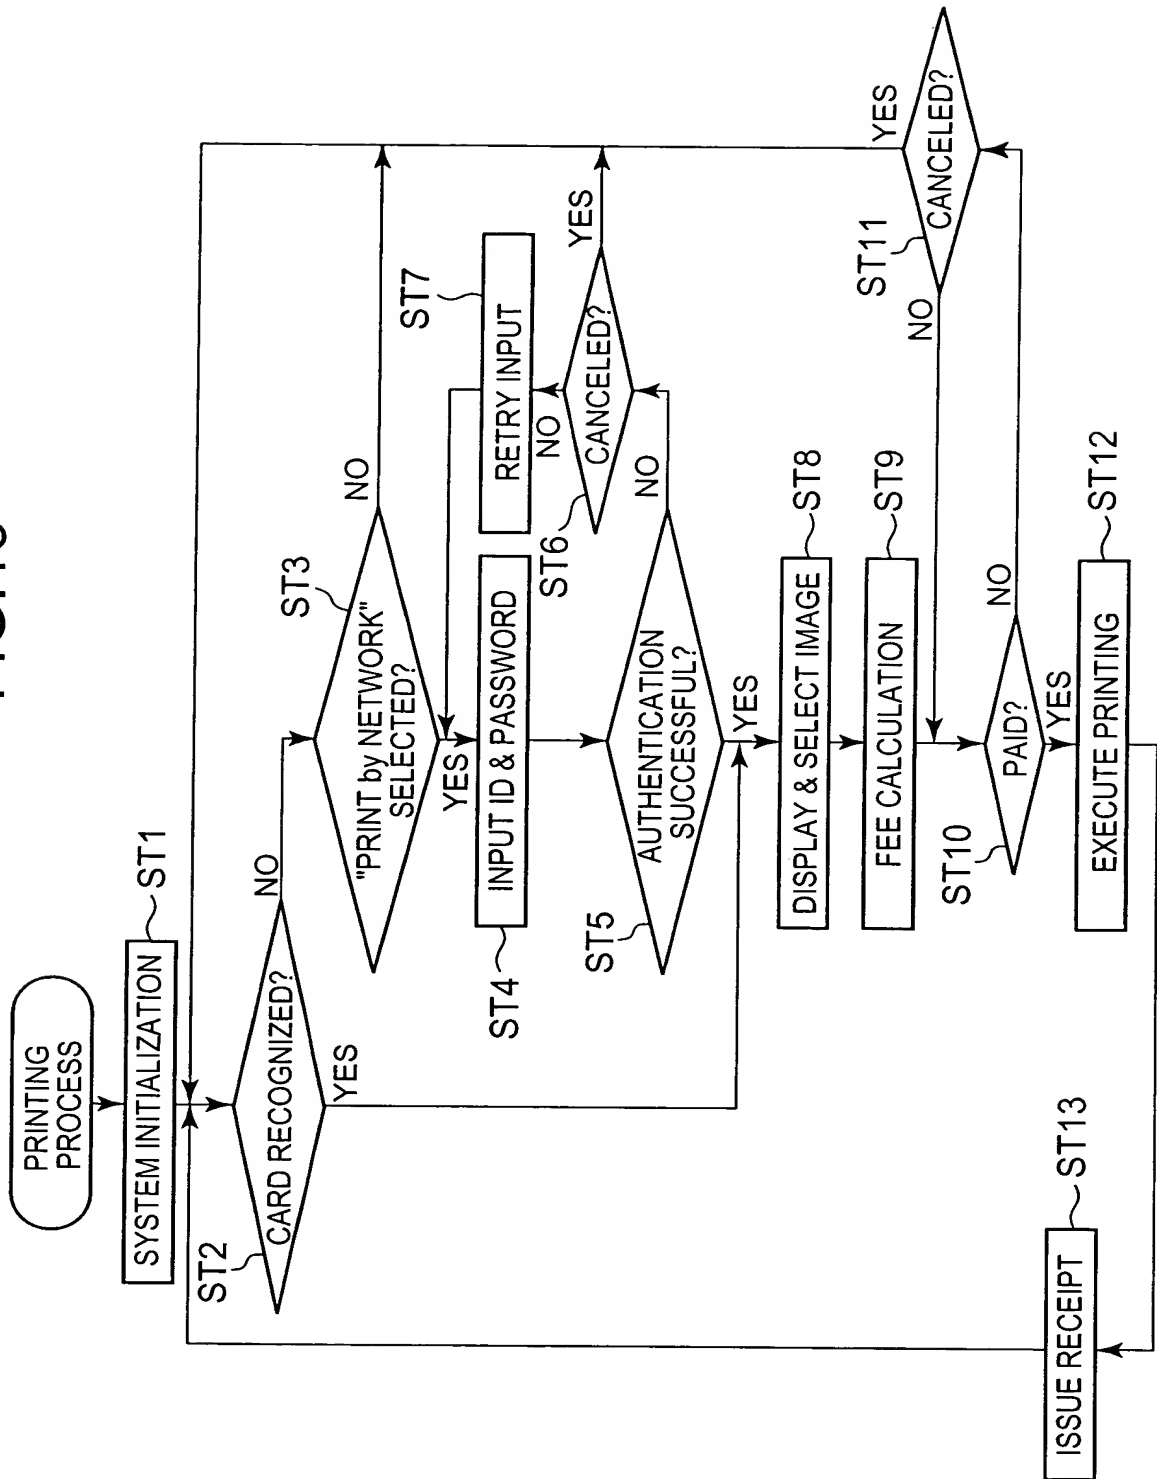 PRINTING
PROCESS
SYSTEM INITIALIZATION
ST1
ST2
CARD RECOGNIZED?
NO
YES
ST3
"PRINT by NETWORK"
SELECTED?
NO
YES
ST4
INPUT ID & PASSWORD
ST7
RETRY INPUT
NO
ST6
CANCELED?
YES
ST5
AUTHENTICATION
SUCCESSFUL?
NO
YES
DISPLAY & SELECT IMAGE
ST8
FEE CALCULATION
ST9
NO
ST11
CANCELED?
YES
ST10
PAID?
NO
YES
EXECUTE PRINTING
ST12
ISSUE RECEIPT
ST13